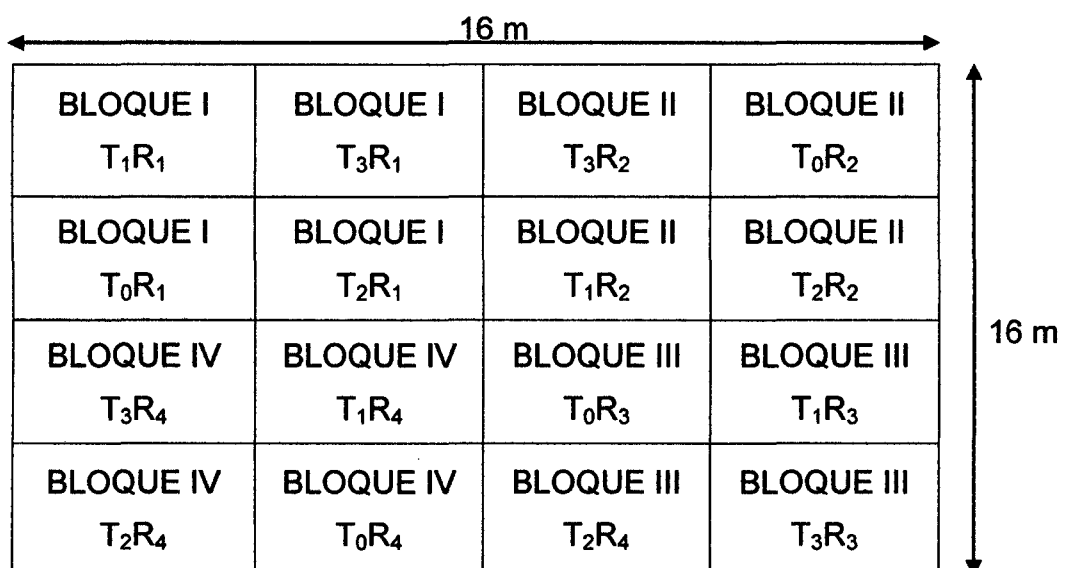 16 m
BLOQUE I BLOQUE I BLOQUE II BLOQUE II
T₁R₁ T₃R₁ T₃R₂ T₀R₂
BLOQUE I BLOQUE I BLOQUE II BLOQUE II
T₀R₁ T₂R₁ T₁R₂ T₂R₂
16 m
BLOQUE IV BLOQUE IV BLOQUE III BLOQUE III
T₃R₄ T₁R₄ T₀R₃ T₁R₃
BLOQUE IV BLOQUE IV BLOQUE III BLOQUE III
T₂R₄ T₀R₄ T₂R₄ T₃R₃